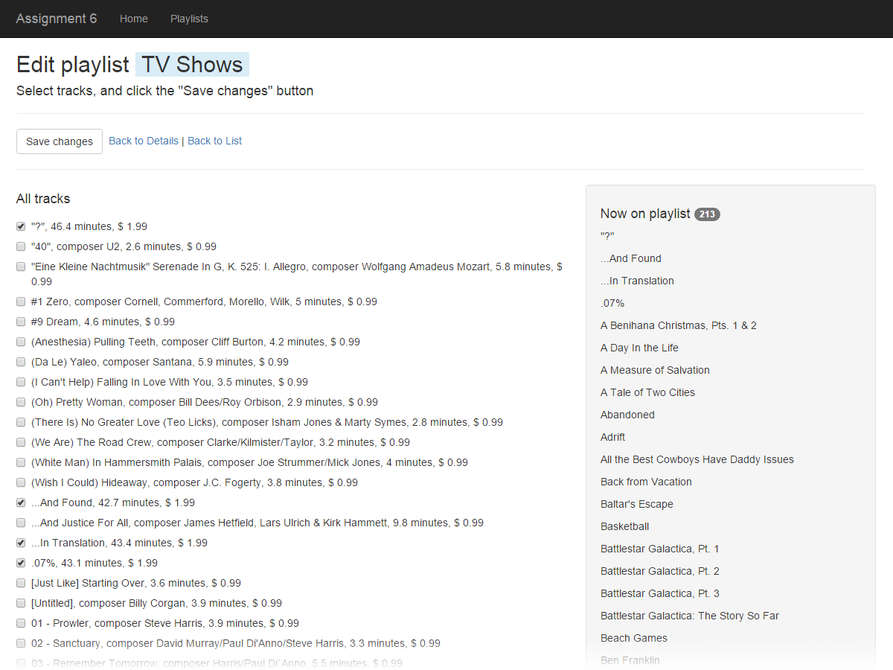 Assignment 6 Home Playlists
Edit playlist TV Shows
Select tracks, and click the "Save changes" button
Save changes Back to Details | Back to List
All tracks
"?", 46.4 minutes, $ 1.99
"40", composer U2, 2.6 minutes, $ 0.99
"Eine Kleine Nachtmusik" Serenade In G, K. 525: I. Allegro, composer Wolfgang Amadeus Mozart, 5.8 minutes, $
0.99
#1 Zero, composer Cornell, Commerford, Morello, Wilk, 5 minutes, $ 0.99
#9 Dream, 4.6 minutes, $ 0.99
(Anesthesia) Pulling Teeth, composer Cliff Burton, 4.2 minutes, $ 0.99
(Da Le) Yaleo, composer Santana, 5.9 minutes, $ 0.99
(I Can't Help) Falling In Love With You, 3.5 minutes, $ 0.99
(Oh) Pretty Woman, composer Bill Dees/Roy Orbison, 2.9 minutes, $ 0.99
(There Is) No Greater Love (Teo Licks), composer Isham Jones & Marty Symes, 2.8 minutes, $ 0.99
(We Are) The Road Crew, composer Clarke/Kilmister/Taylor, 3.2 minutes, $ 0.99
(White Man) In Hammersmith Palais, composer Joe Strummer/Mick Jones, 4 minutes, $ 0.99
(Wish I Could) Hideaway, composer J.C. Fogerty, 3.8 minutes, $ 0.99
...And Found, 42.7 minutes, $ 1.99
...And Justice For All, composer James Hetfield, Lars Ulrich & Kirk Hammett, 9.8 minutes, $ 0.99
...In Translation, 43.4 minutes, $ 1.99
.07%, 43.1 minutes, $ 1.99
[Just Like] Starting Over, 3.6 minutes, $ 0.99
[Untitled], composer Billy Corgan, 3.9 minutes, $ 0.99
01 - Prowler, composer Steve Harris, 3.9 minutes, $ 0.99
02 - Sanctuary, composer David Murray/Paul Di'Anno/Steve Harris, 3.3 minutes, $ 0.99
03 - Remember Tomorrow, composer Harris/Paul Di´Anno, 5.5 minutes, $ 0.99
Now on playlist 213
"?"
...And Found
...In Translation
.07%
A Benihana Christmas, Pts. 1 & 2
A Day In the Life
A Measure of Salvation
A Tale of Two Cities
Abandoned
Adrift
All the Best Cowboys Have Daddy Issues
Back from Vacation
Baltar's Escape
Basketball
Battlestar Galactica, Pt. 1
Battlestar Galactica, Pt. 2
Battlestar Galactica, Pt. 3
Battlestar Galactica: The Story So Far
Beach Games
Ben Franklin